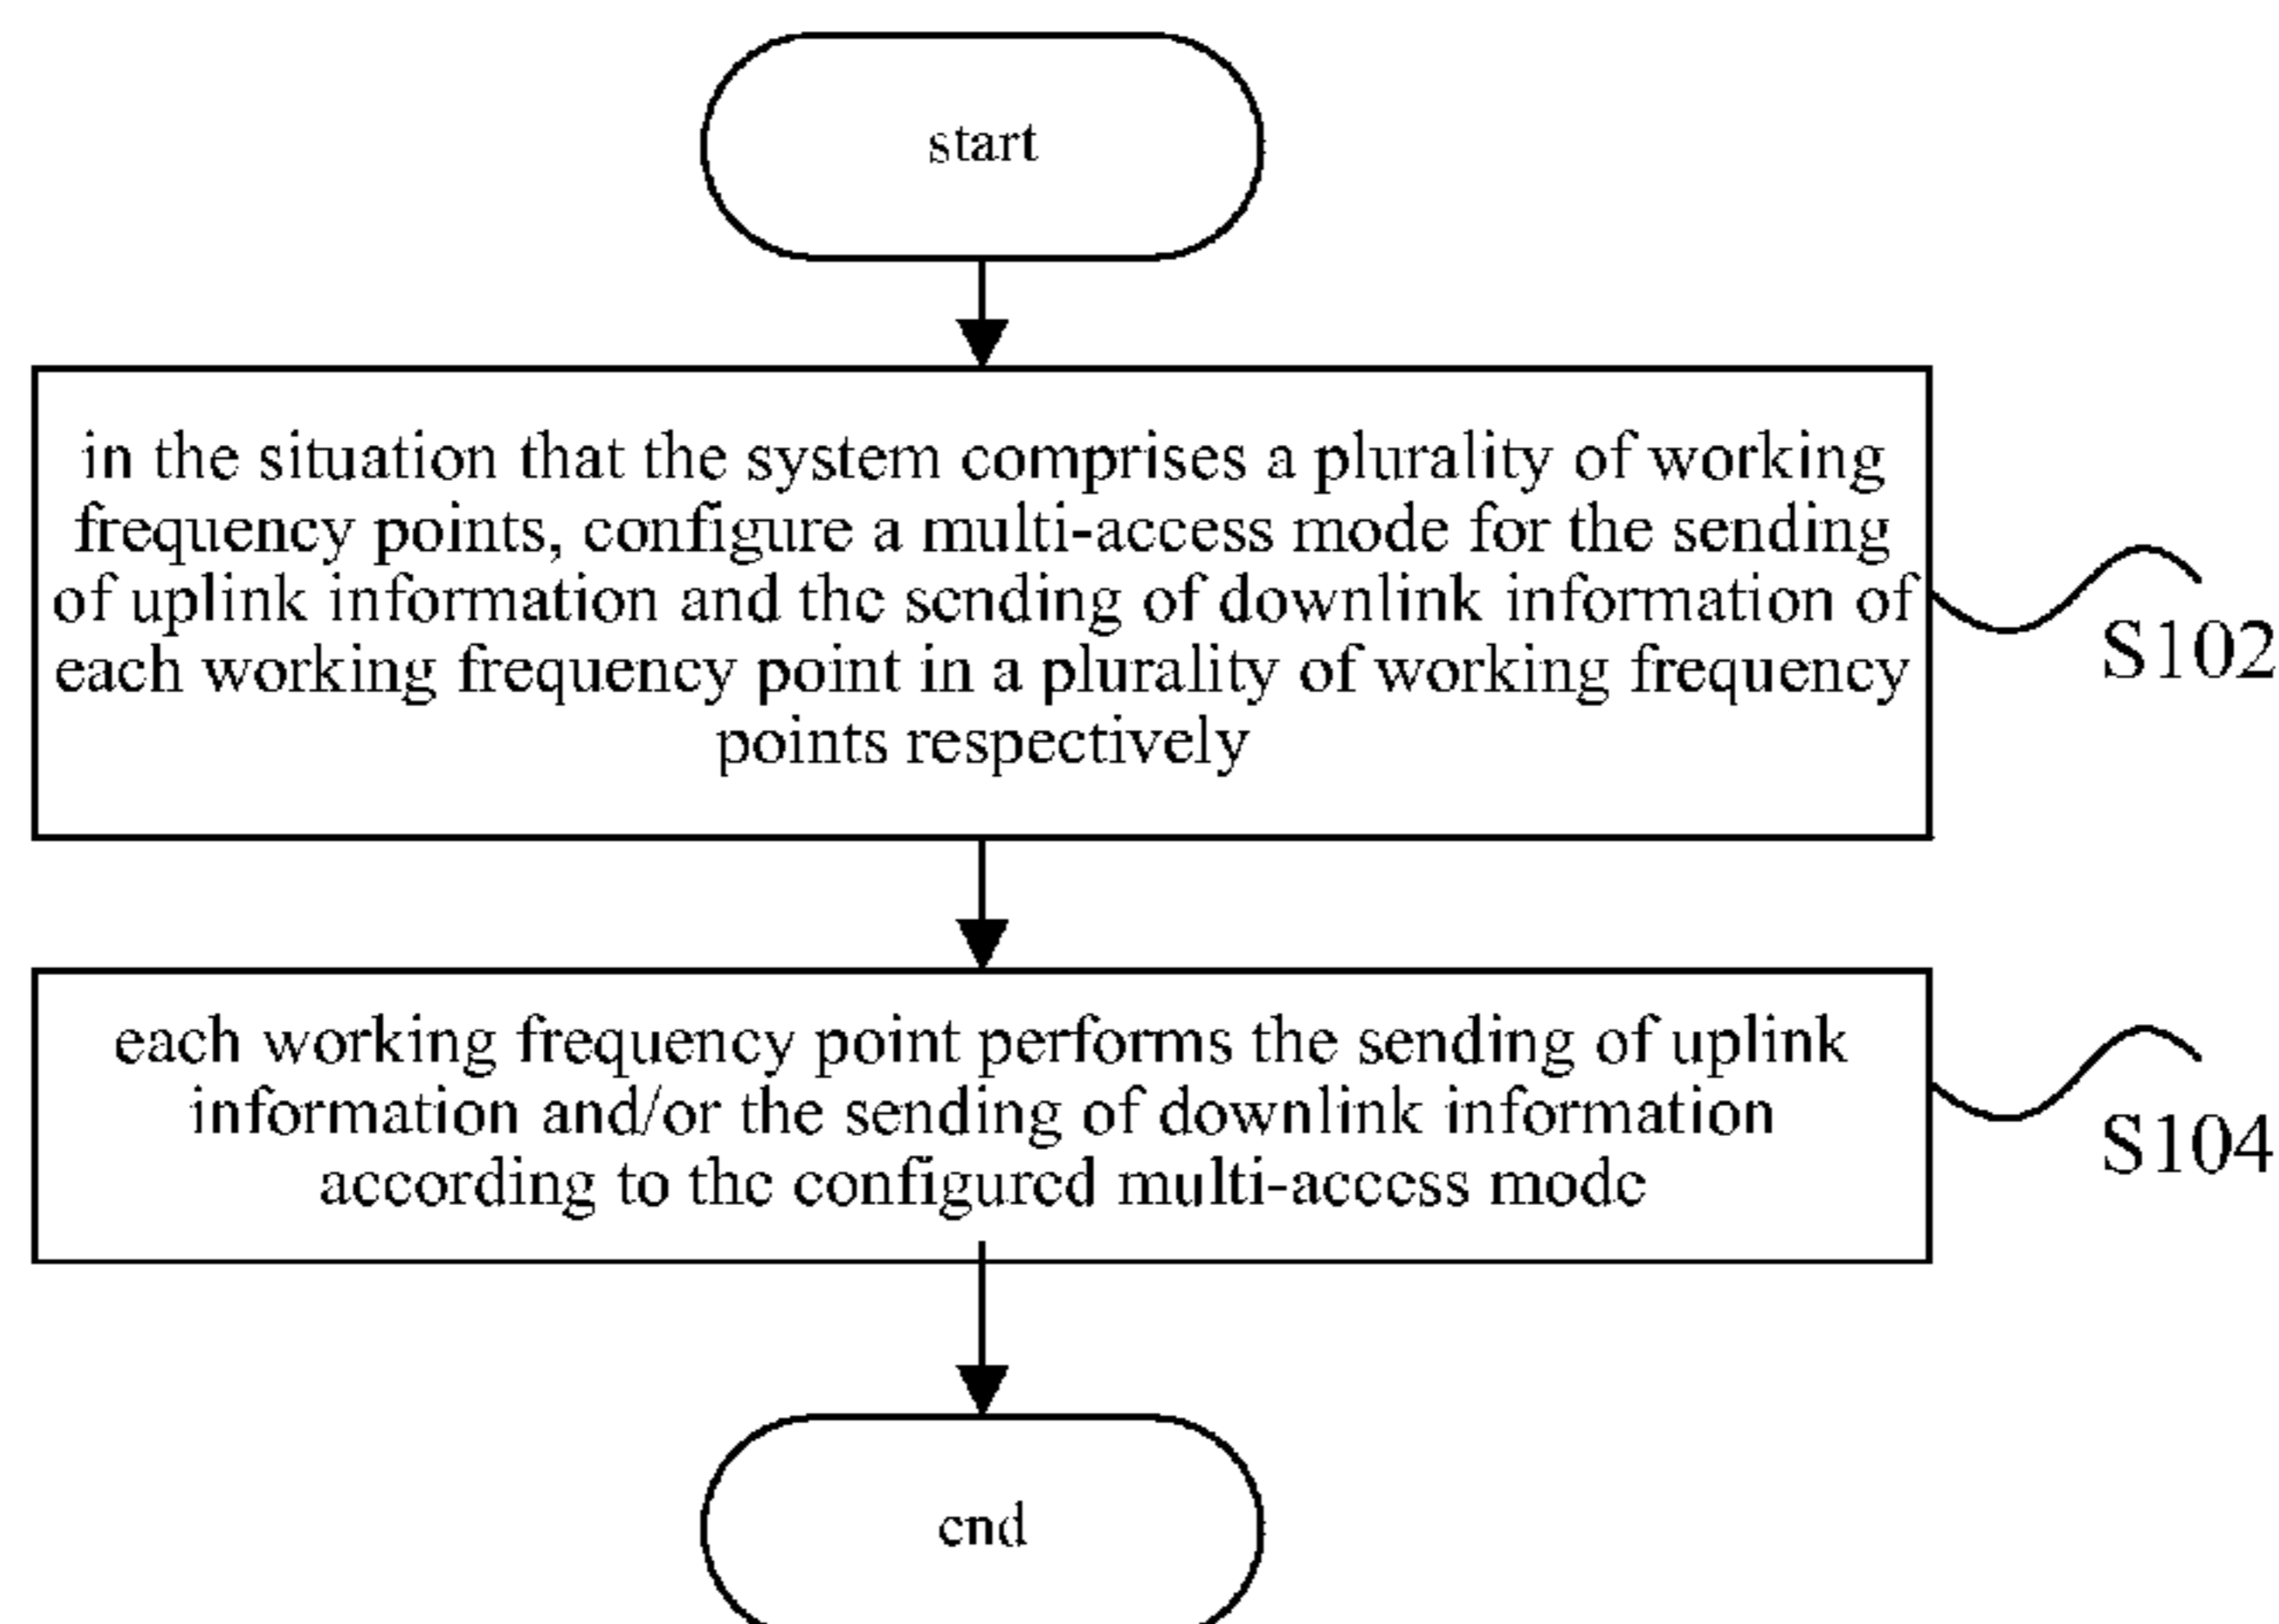 start
in the situation that the system comprises a plurality of working
frequency points, configure a multi-access mode for the sending
of uplink information and the sending of downlink information of
each working frequency point in a plurality of working frequency
points respectively
S102
each working frequency point performs the sending of uplink
information and/or the sending of downlink information
according to the configured multi-access mode
S104
end